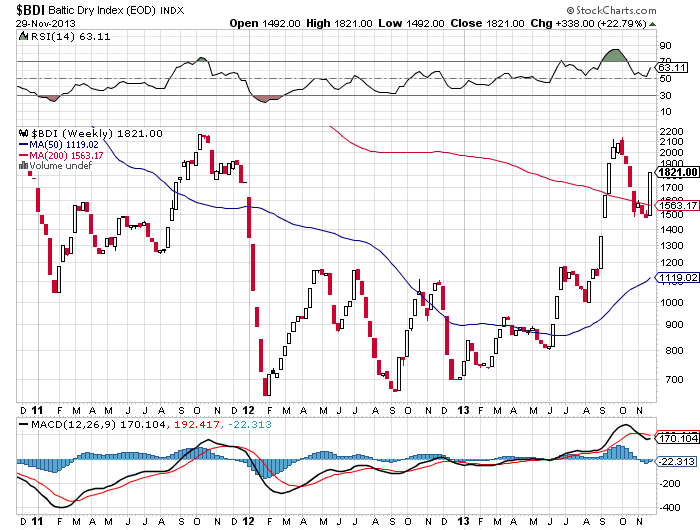 $BDI Baltic Dry Index (EOD) INDX
© StockCharts.com
29-Nov-2013
Open 1492.00 High 1821.00 Low 1492.00 Close 1821.00 Chg +338.00 (+22.79%)
RSI(14) 63.11
90
70
63.11
50
30
10
$BDI (Weekly) 1821.00
MA(50) 1119.02
MA(200) 1563.17
Volume undef
2200
2100
2000
1900
1821.00
1700
1563.17
1500
1400
1300
1200
1119.02
1000
900
800
700
D 11 F M A M J J A S O N D 12 F M A M J J A S O N D 13 F M A M J J A S O N
MACD(12,26,9) 170.104, 192.417, -22.313
170.104
-22.313
-200
-400
D 11 F M A M J J A S O N D 12 F M A M J J A S O N D 13 F M A M J J A S O N